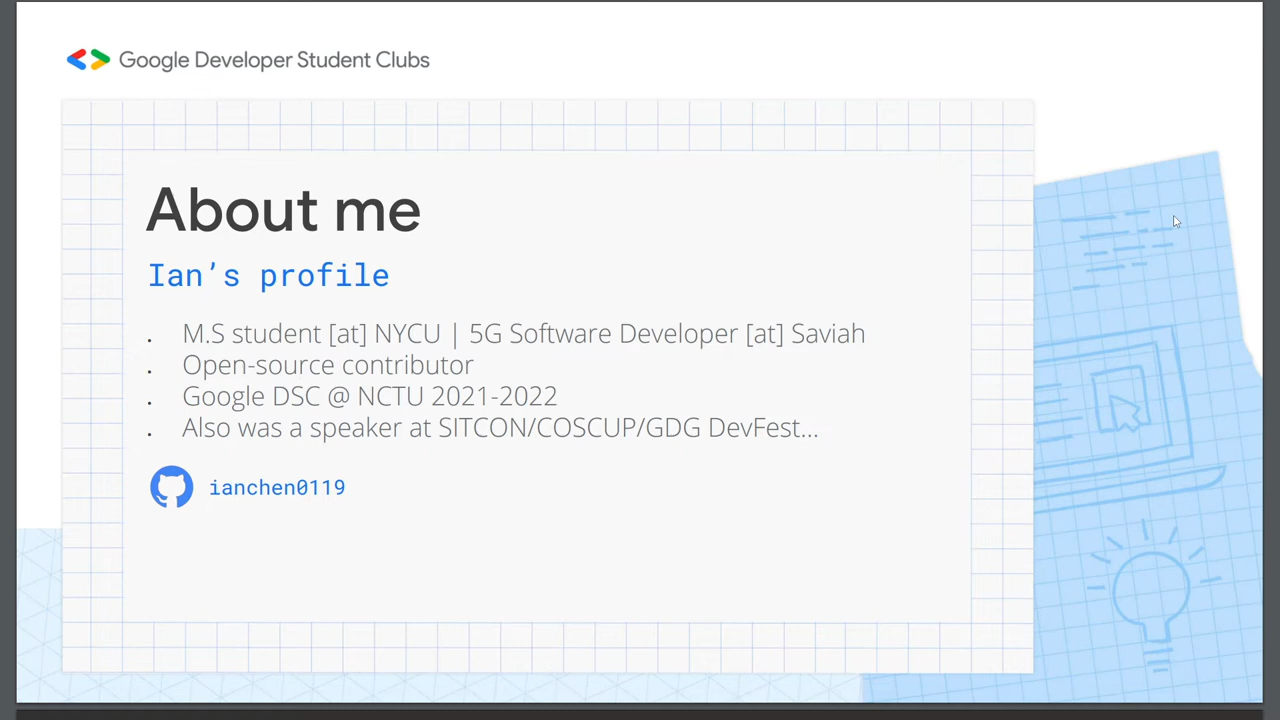 Google Developer Student Clubs
About me
Ian’s profile
. M.S student [at] NYCU | 5G Software Developer [at] Saviah
. Open-source contributor
. Google DSC @ NCTU 2021-2022
. Also was a speaker at SITCON/COSCUP/GDG DevFest...
ianchen0119